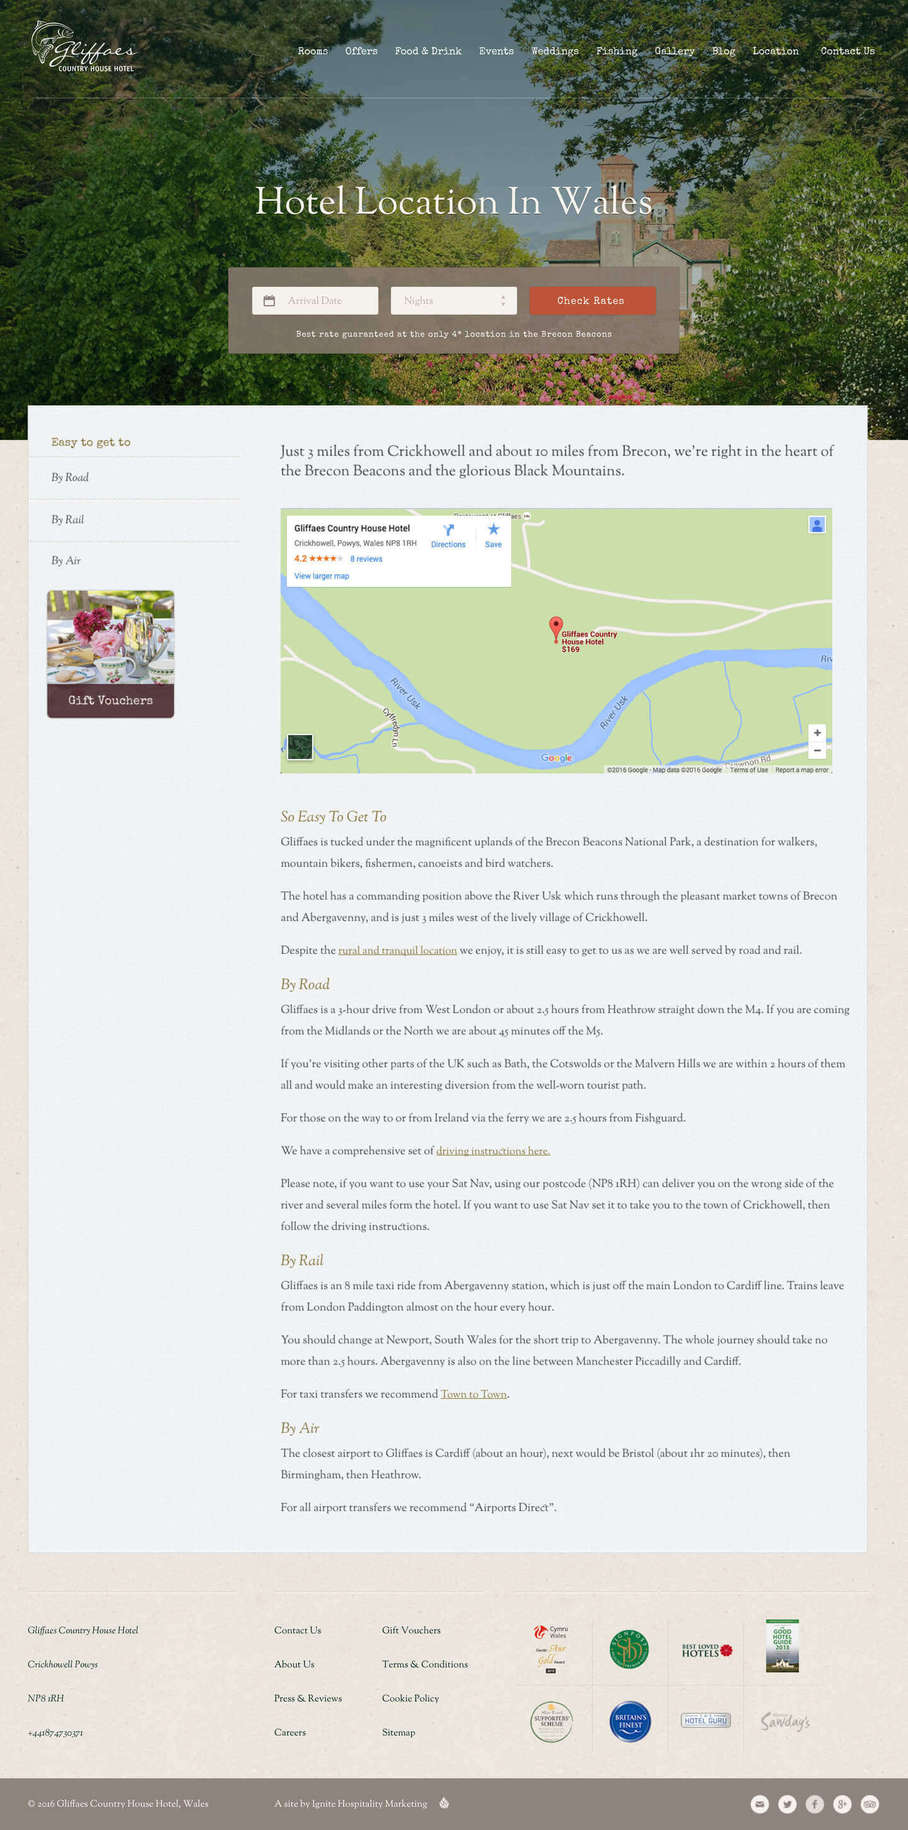 Gliffaes
COUNTRY HOUSE HOTEL
Rooms Offers Food & Drink Events Weddings Fishing Gallery Blog Location Contact Us
Hotel Location In Wales
Arrival Date Nights Check Rates
Best rate guaranteed at the only 4* location in the Brecon Beacons
Easy to get to
By Road
By Rail
By Air
Gift Vouchers
Just 3 miles from Crickhowell and about 10 miles from Brecon, we're right in the heart of
the Brecon Beacons and the glorious Black Mountains.
Gliffaes Country House Hotel
Crickhowell, Powys, Wales NP8 1RH
4.2 ★★★★★ 8 reviews
View larger map
Directions Save
Gliffaes Country
House Hotel
$169
River Usk
River Usk
Cyffredyn Ln
Google
©2016 Google - Map data ©2016 Google Terms of Use Report a map error
So Easy To Get To
Gliffaes is tucked under the magnificent uplands of the Brecon Beacons National Park, a destination for walkers,
mountain bikers, fishermen, canoeists and bird watchers.
The hotel has a commanding position above the River Usk which runs through the pleasant market towns of Brecon
and Abergavenny, and is just 3 miles west of the lively village of Crickhowell.
Despite the rural and tranquil location we enjoy, it is still easy to get to us as we are well served by road and rail.
By Road
Gliffaes is a 3-hour drive from West London or about 2.5 hours from Heathrow straight down the M4. If you are coming
from the Midlands or the North we are about 45 minutes off the M5.
If you're visiting other parts of the UK such as Bath, the Cotswolds or the Malvern Hills we are within 2 hours of them
all and would make an interesting diversion from the well-worn tourist path.
For those on the way to or from Ireland via the ferry we are 2.5 hours from Fishguard.
We have a comprehensive set of driving instructions here.
Please note, if you want to use your Sat Nav, using our postcode (NP8 1RH) can deliver you on the wrong side of the
river and several miles form the hotel. If you want to use Sat Nav set it to take you to the town of Crickhowell, then
follow the driving instructions.
By Rail
Gliffaes is an 8 mile taxi ride from Abergavenny station, which is just off the main London to Cardiff line. Trains leave
from London Paddington almost on the hour every hour.
You should change at Newport, South Wales for the short trip to Abergavenny. The whole journey should take no
more than 2.5 hours. Abergavenny is also on the line between Manchester Piccadilly and Cardiff.
For taxi transfers we recommend Town to Town.
By Air
The closest airport to Gliffaes is Cardiff (about an hour), next would be Bristol (about 1hr 20 minutes), then
Birmingham, then Heathrow.
For all airport transfers we recommend “Airports Direct”.
Gliffaes Country House Hotel
Crickhowell Powys
NP8 1RH
+441874730371
Contact Us
About Us
Press & Reviews
Careers
Gift Vouchers
Terms & Conditions
Cookie Policy
Sitemap
Cymru
Wales
Gold
SIGNPOST
BEST LOVED
HOTELS
GOOD
HOTEL
GUIDE
SUPPORTERS'
SCHEME
BRITAIN'S
FINEST
HOTEL GURU
Sawday's
© 2016 Gliffaes Country House Hotel, Wales
A site by Ignite Hospitality Marketing